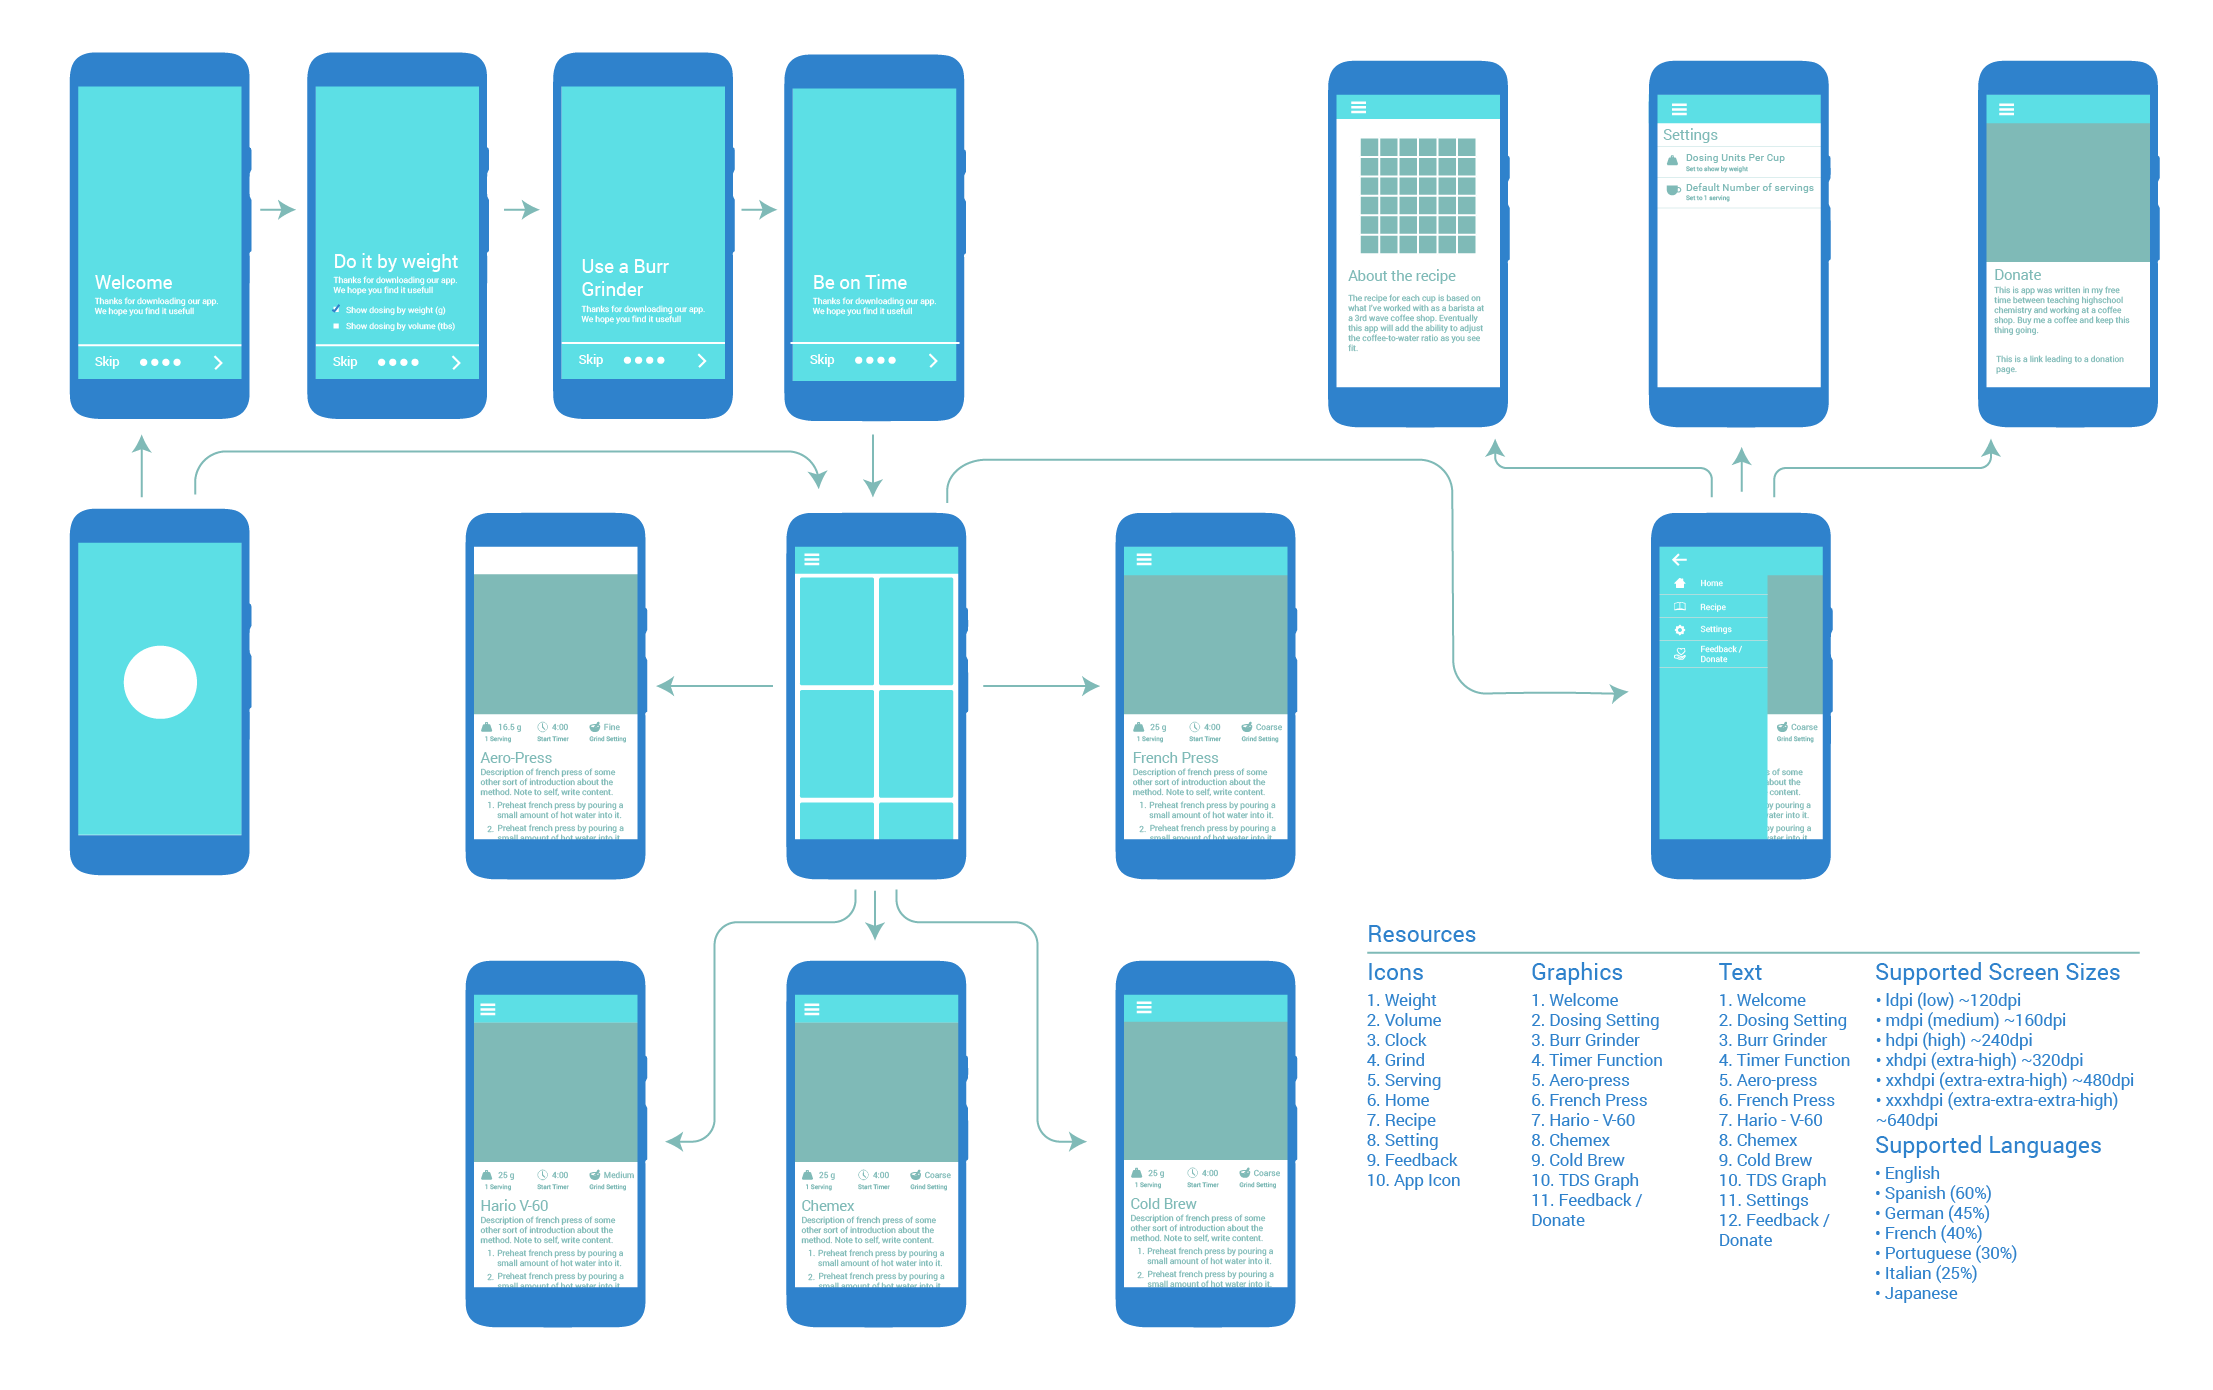 Welcome
Thanks for downloading our app.
We hope you find it usefull
Skip
Do it by weight
Thanks for downloading our app.
We hope you find it usefull
Show dosing by weight (g)
Show dosing by volume (tbs)
Skip
Use a Burr
Grinder
Thanks for downloading our app.
We hope you find it usefull
Skip
Be on Time
Thanks for downloading our app.
We hope you find it usefull
Skip
About the recipe
The recipe for each cup is based on
what I've worked with as a barista at
a 3rd wave coffee shop. Eventually
this app will add the ability to adjust
the coffee-to-water ratio as you see
fit.
Settings
Dosing Units Per Cup
Set to show by weight
Default Number of servings
Set to 1 serving
Donate
This is app was written in my free
time between teaching highschool
chemistry and working at a coffee
shop. Buy me a coffee and keep this
thing going.
This is a link leading to a donation
page.
16.5 g
4:00
Fine
1 Serving
Start Timer
Grind Setting
Aero-Press
Description of french press of some
other sort of introduction about the
method. Note to self, write content.
1. Preheat french press by pouring a
small amount of hot water into it.
2. Preheat french press by pouring a
small amount of hot water into it.
25 g
4:00
Coarse
1 Serving
Start Timer
Grind Setting
French Press
Description of french press of some
other sort of introduction about the
method. Note to self, write content.
1. Preheat french press by pouring a
small amount of hot water into it.
2. Preheat french press by pouring a
small amount of hot water into it.
Home
Recipe
Settings
Feedback /
Donate
Coarse
Grind Setting
of some
bout the
content.
by pouring a
ater into it.
by pouring a
ater into it
25 g
4:00
Medium
1 Serving
Start Timer
Grind Setting
Hario V-60
Description of french press of some
other sort of introduction about the
method. Note to self, write content.
1. Preheat french press by pouring a
small amount of hot water into it.
2. Preheat french press by pouring a
small amount of hot water into it.
25 g
4:00
Coarse
1 Serving
Start Timer
Grind Setting
Chemex
Description of french press of some
other sort of introduction about the
method. Note to self, write content.
1. Preheat french press by pouring a
small amount of hot water into it.
2. Preheat french press by pouring a
small amount of hot water into it.
25 g
4:00
Coarse
1 Serving
Start Timer
Grind Setting
Cold Brew
Description of french press of some
other sort of introduction about the
method. Note to self, write content.
1. Preheat french press by pouring a
small amount of hot water into it.
2. Preheat french press by pouring a
small amount of hot water into it.
Resources
Icons
1. Weight
2. Volume
3. Clock
4. Grind
5. Serving
6. Home
7. Recipe
8. Setting
9. Feedback
10. App Icon
Graphics
1. Welcome
2. Dosing Setting
3. Burr Grinder
4. Timer Function
5. Aero-press
6. French Press
7. Hario - V-60
8. Chemex
9. Cold Brew
10. TDS Graph
11. Feedback /
Donate
Text
1. Welcome
2. Dosing Setting
3. Burr Grinder
4. Timer Function
5. Aero-press
6. French Press
7. Hario - V-60
8. Chemex
9. Cold Brew
10. TDS Graph
11. Settings
12. Feedback /
Donate
Supported Screen Sizes
• ldpi (low) ~120dpi
• mdpi (medium) ~160dpi
• hdpi (high) ~240dpi
• xhdpi (extra-high) ~320dpi
• xxhdpi (extra-extra-high) ~480dpi
• xxxhdpi (extra-extra-extra-high)
~640dpi
Supported Languages
• English
• Spanish (60%)
• German (45%)
• French (40%)
• Portuguese (30%)
• Italian (25%)
• Japanese